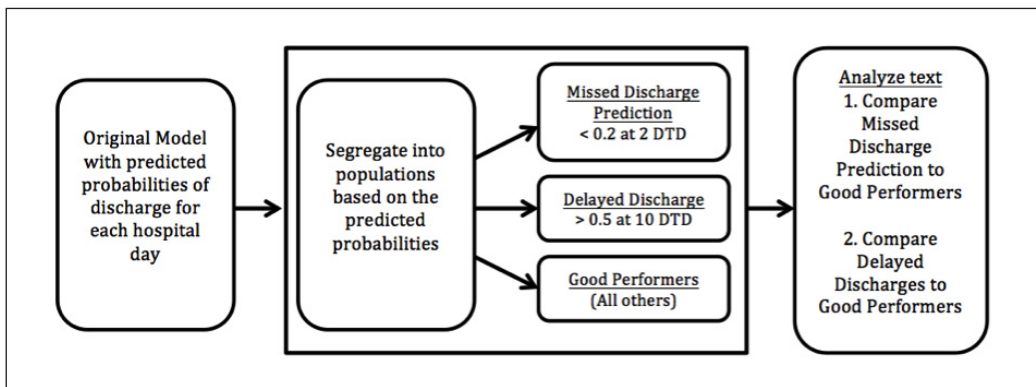 Original Model
with predicted
probabilities of
discharge for
each hospital
day
Segregate into
populations
based on the
predicted
probabilities
Missed Discharge
Prediction
< 0.2 at 2 DTD
Delayed Discharge
> 0.5 at 10 DTD
Good Performers
(All others)
Analyze text
1. Compare
Missed
Discharge
Prediction to
Good Performers
2. Compare
Delayed
Discharges to
Good Performers